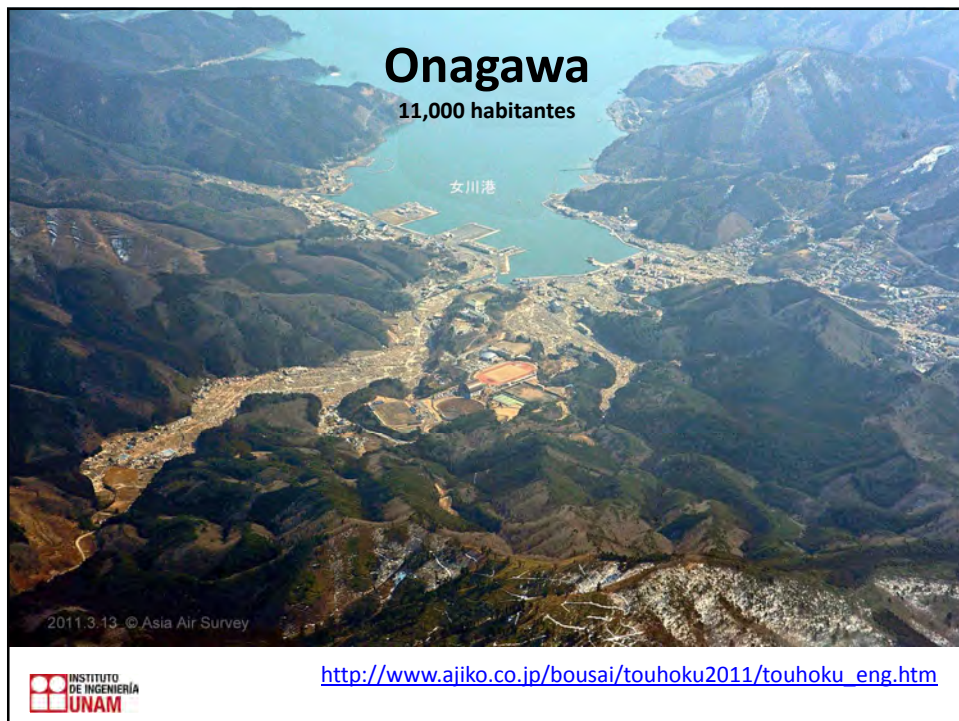 Onagawa
11,000 habitantes
女川港
2011.3.13 © Asia Air Survey
http://www.ajiko.co.jp/bousai/touhoku2011/touhoku_eng.htm
INSTITUTO
DE INGENIERÍA
UNAM